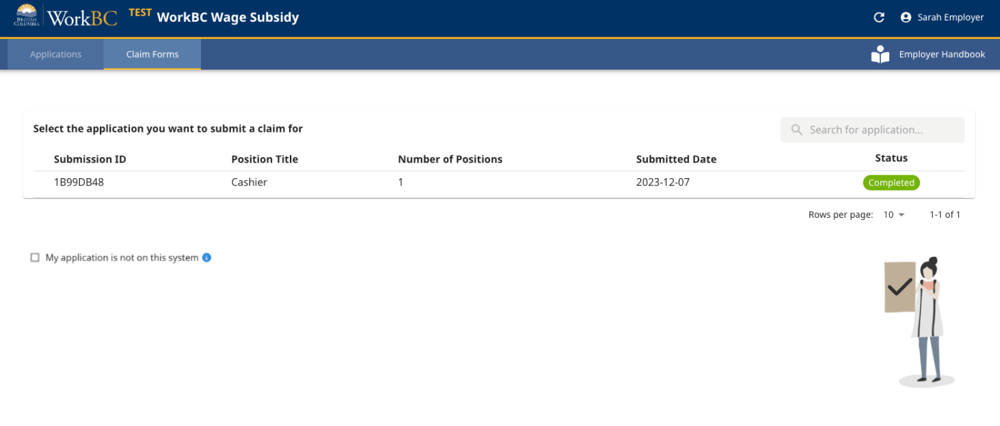 BRITISH
COLUMBIA
WorkBC
TEST
WorkBC Wage Subsidy
Sarah Employer
Applications
Claim Forms
Employer Handbook
Select the application you want to submit a claim for
Search for application...
Submission ID Position Title Number of Positions Submitted Date Status
1B99DB48 Cashier 1 2023-12-07 Completed
Rows per page: 10 1-1 of 1
My application is not on this system i